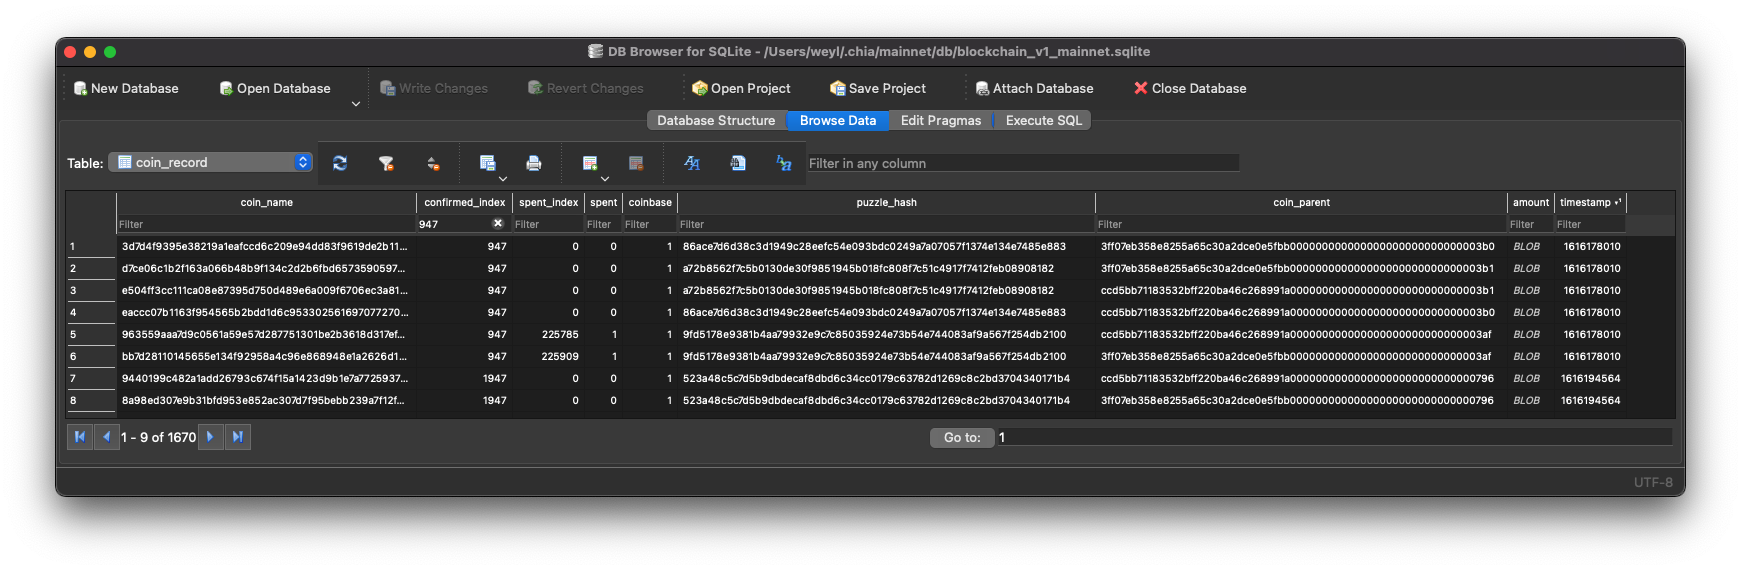 DB Browser for SQLite - /Users/weyl/.chia/mainnet/db/blockchain_v1_mainnet.sqlite
New Database Open Database Write Changes Revert Changes Open Project Save Project Attach Database Close Database
Database Structure Browse Data Edit Pragmas Execute SQL
Table: coin_record Filter in any column
coin_name confirmed_index spent_index spent coinbase puzzle_hash coin_parent amount timestamp
Filter 947 Filter Filter Filter Filter Filter Filter Filter
1 3d7d4f9395e38219a1eafccd6c209e94dd83f9619de2b11... 947 0 0 1 86ace7d6d38c3d1949c28eefc54e093bdc0249a7a07057f1374e134e7485e883 3ff07eb358e8255a65c30a2dce0e5fbb000000000000000000000000000003b0 BLOB 1616178010
2 d7ce06c1b2f163a066b48b9f134c2d2b6fbd6573590597... 947 0 0 1 a72b8562f7c5b0130de30f9851945b018fc808f7c51c4917f7412feb08908182 3ff07eb358e8255a65c30a2dce0e5fbb000000000000000000000000000003b1 BLOB 1616178010
3 e504ff3cc111ca08e87395d750d489e6a009f6706ec3a81... 947 0 0 1 a72b8562f7c5b0130de30f9851945b018fc808f7c51c4917f7412feb08908182 ccd5bb71183532bff220ba46c268991a000000000000000000000000000003b1 BLOB 1616178010
4 eaccc07b1163f954565b2bdd1d6c953302561697077270... 947 0 0 1 86ace7d6d38c3d1949c28eefc54e093bdc0249a7a07057f1374e134e7485e883 ccd5bb71183532bff220ba46c268991a000000000000000000000000000003b0 BLOB 1616178010
5 963559aaa7d9c0561a59e57d287751301be2b3618d317ef... 947 225785 1 1 9fd5178e9381b4aa79932e9c7c85035924e73b54e744083af9a567f254db2100 ccd5bb71183532bff220ba46c268991a000000000000000000000000000003af BLOB 1616178010
6 bb7d28110145655e134f92958a4c96e868948e1a2626d1... 947 225909 1 1 9fd5178e9381b4aa79932e9c7c85035924e73b54e744083af9a567f254db2100 3ff07eb358e8255a65c30a2dce0e5fbb000000000000000000000000000003af BLOB 1616178010
7 9440199c482a1add26793c674f15a1423d9b1e7a7725937... 1947 0 0 1 523a48c5c7d5b9dbdecaf8dbd6c34cc0179c63782d1269c8c2bd3704340171b4 ccd5bb71183532bff220ba46c268991a00000000000000000000000000000796 BLOB 1616194564
8 8a98ed307e9b31bfd953e852ac307d7f95bebb239a7f12f... 1947 0 0 1 523a48c5c7d5b9dbdecaf8dbd6c34cc0179c63782d1269c8c2bd3704340171b4 3ff07eb358e8255a65c30a2dce0e5fbb00000000000000000000000000000796 BLOB 1616194564
1 - 9 of 1670 Go to: 1
UTF-8